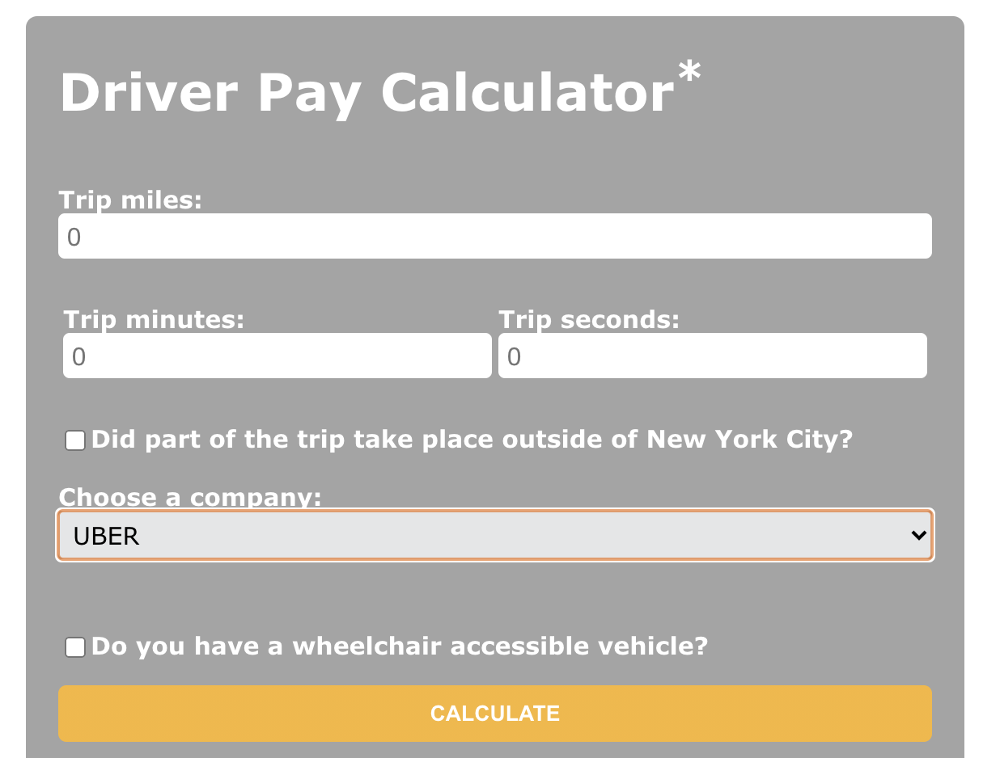 Driver Pay Calculator*
Trip miles:
0
Trip minutes: Trip seconds:
0 0
Did part of the trip take place outside of New York City?
Choose a company:
UBER
Do you have a wheelchair accessible vehicle?
CALCULATE